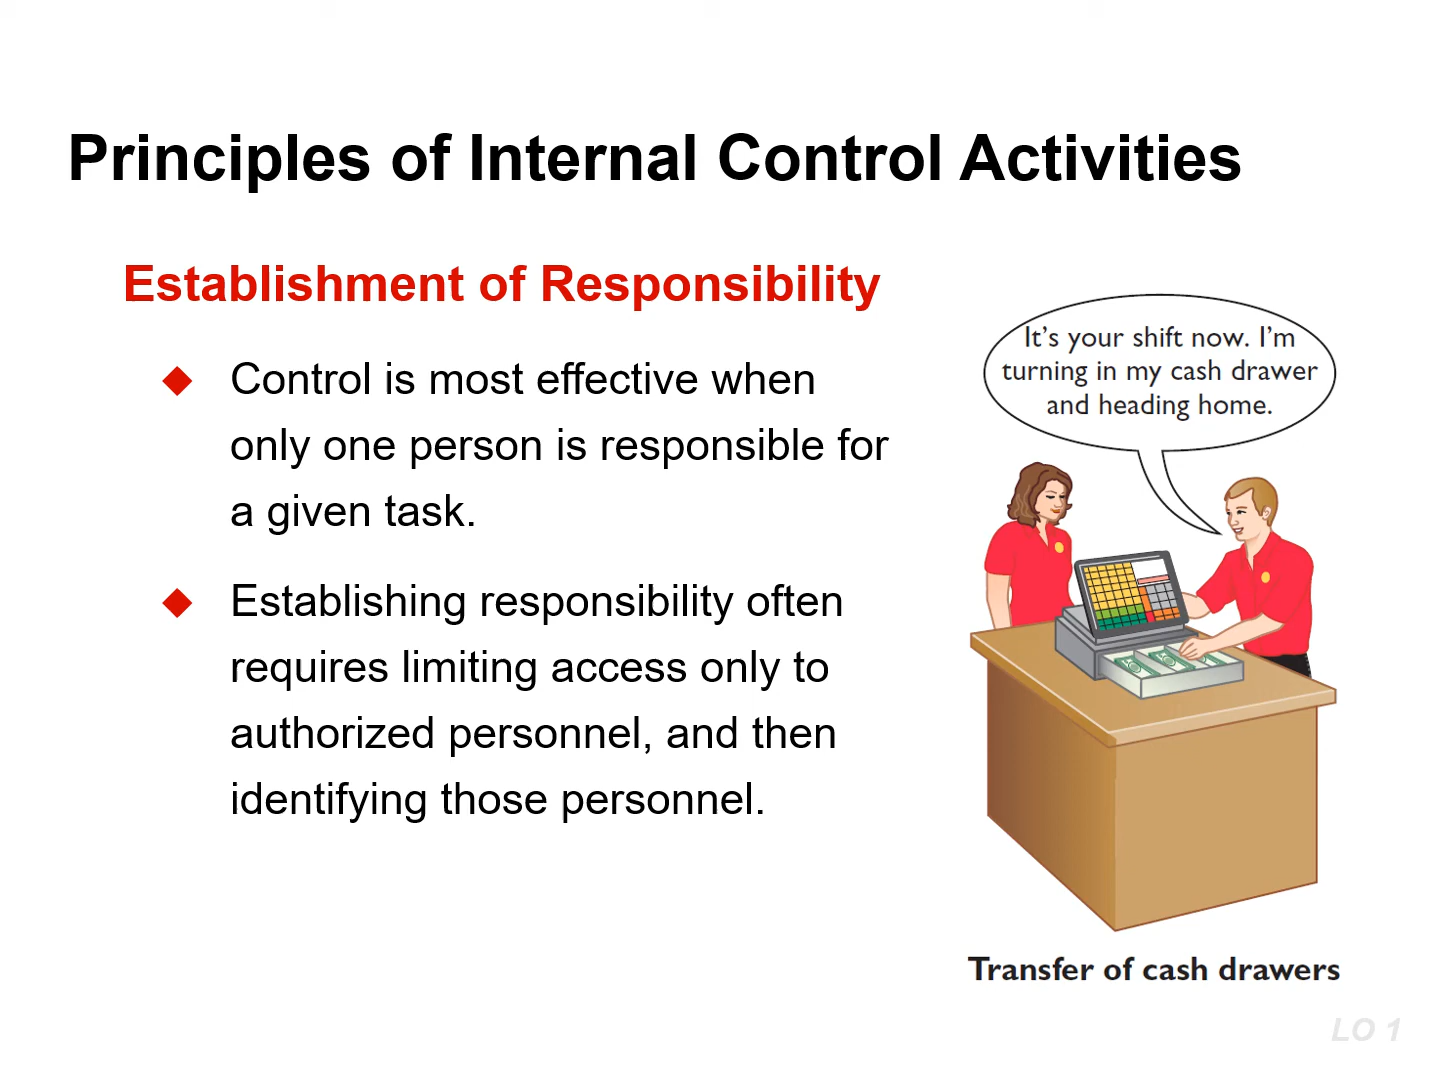 Principles of Internal Control Activities
Establishment of Responsibility
Control is most effective when
only one person is responsible for
a given task.
Establishing responsibility often
requires limiting access only to
authorized personnel, and then
identifying those personnel.
It's your shift now. I'm
turning in my cash drawer
and heading home.
Transfer of cash drawers
LO 1